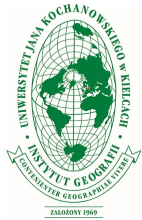 UNIWERSYTET JANA KOCHANOWSKIEGO W KIELCACH
INSTYTUT GEOGRAFII
CONVENIENTER GEOGRAPHIAE VIVERE
ZAŁOŻONY 1969